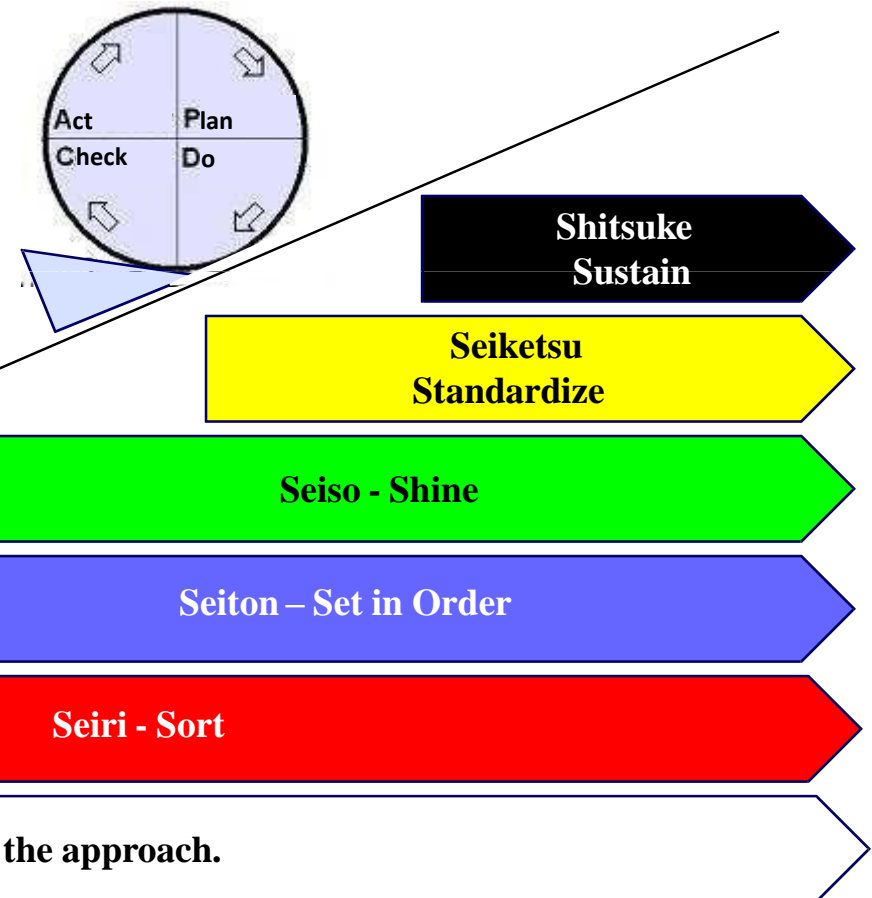 Act Plan
Check Do
Shitsuke
Sustain
Seiketsu
Standardize
Seiso - Shine
Seiton – Set in Order
Seiri - Sort
the approach.